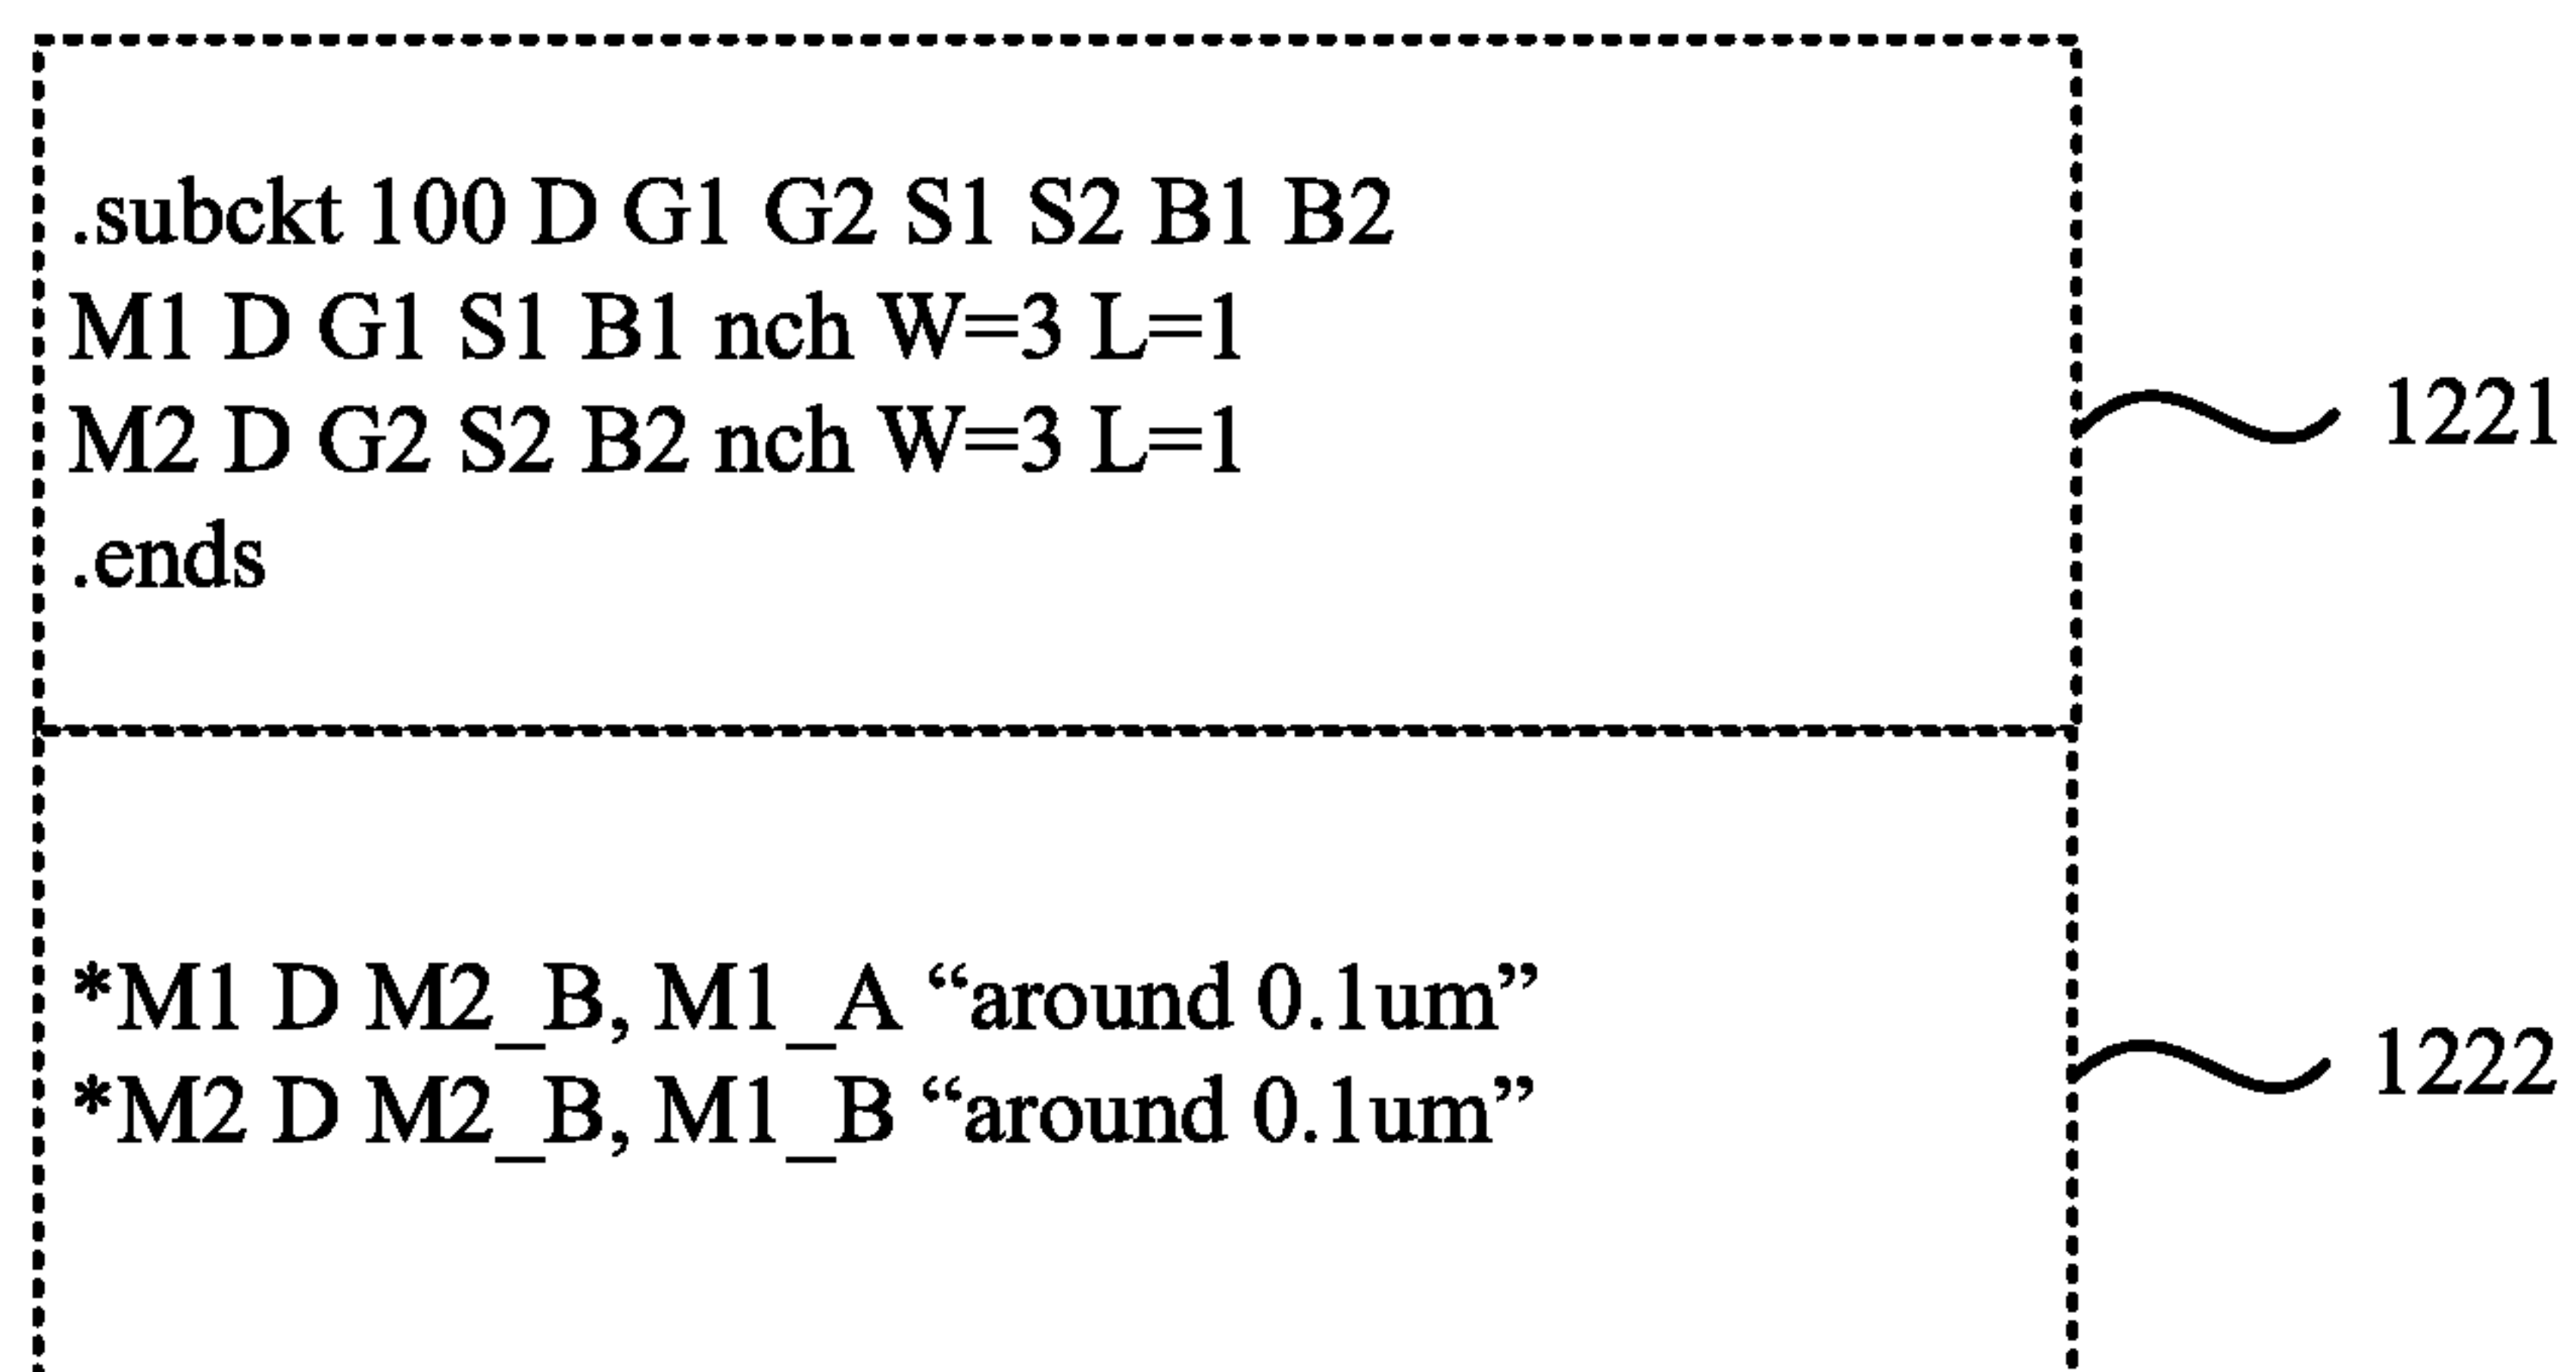 .subckt 100 D G1 G2 S1 S2 B1 B2
M1 D G1 S1 B1 nch W=3 L=1
M2 D G2 S2 B2 nch W=3 L=1
1221
.ends
*M1 D M2_B, M1_A “around 0.1um”
*M2 D M2_B, M1_B “around 0.1um”
1222